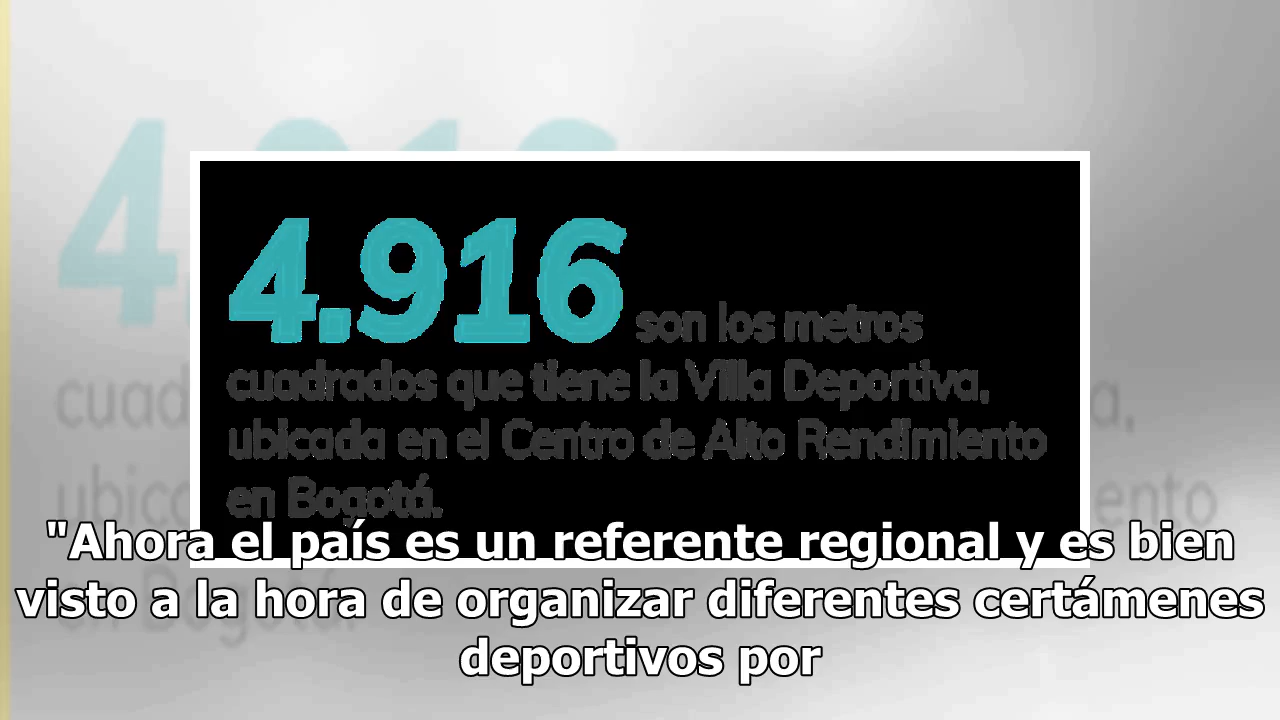 4.916 son los metros
cuadrados que tiene la Villa Deportiva,
ubicada en el Centro de Alto Rendimiento
en Bogotá.
"Ahora el país es un referente regional y es bien
visto a la hora de organizar diferentes certámenes
deportivos por